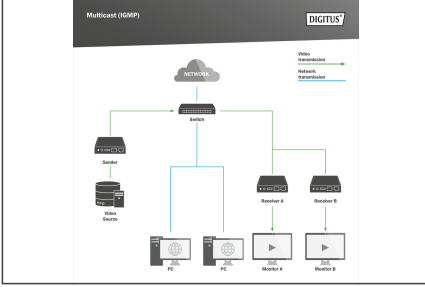 Multicast (IGMP)
DIGITUS®
Video
transmission
Network
transmission
NETWORK
Switch
Sender
Video
Source
Receiver A
Receiver B
PC
PC
Monitor A
Monitor B